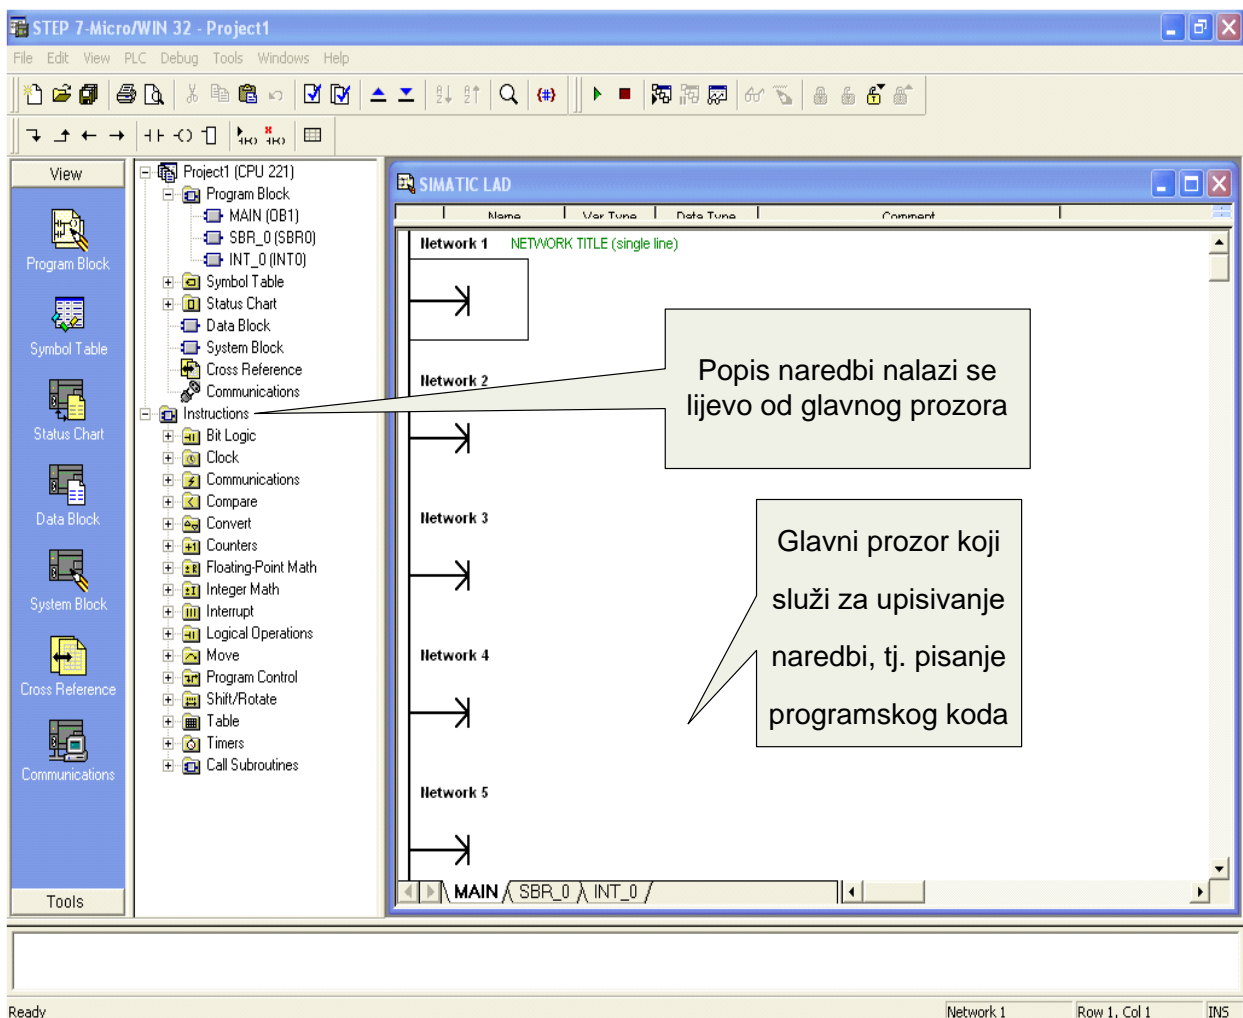 STEP 7-Micro/WIN 32 - Project1
File Edit View PLC Debug Tools Windows Help
View
Program Block
Symbol Table
Status Chart
Data Block
System Block
Cross Reference
Communications
Tools
Project1 (CPU 221)
Program Block
MAIN (OB1)
SBR_0 (SBR0)
INT_0 (INT0)
Symbol Table
Status Chart
Data Block
System Block
Cross Reference
Communications
Instructions
Bit Logic
Clock
Communications
Compare
Convert
Counters
Floating-Point Math
Integer Math
Interrupt
Logical Operations
Move
Program Control
Shift/Rotate
Table
Timers
Call Subroutines
SIMATIC LAD
Name Var Type Data Type Comment
Network 1 NETWORK TITLE (single line)
Network 2
Network 3
Network 4
Network 5
Popis naredbi nalazi se
lijevo od glavnog prozora
Glavni prozor koji
služi za upisivanje
naredbi, tj. pisanje
programskog koda
MAIN SBR_0 INT_0
Ready Network 1 Row 1, Col 1 INS